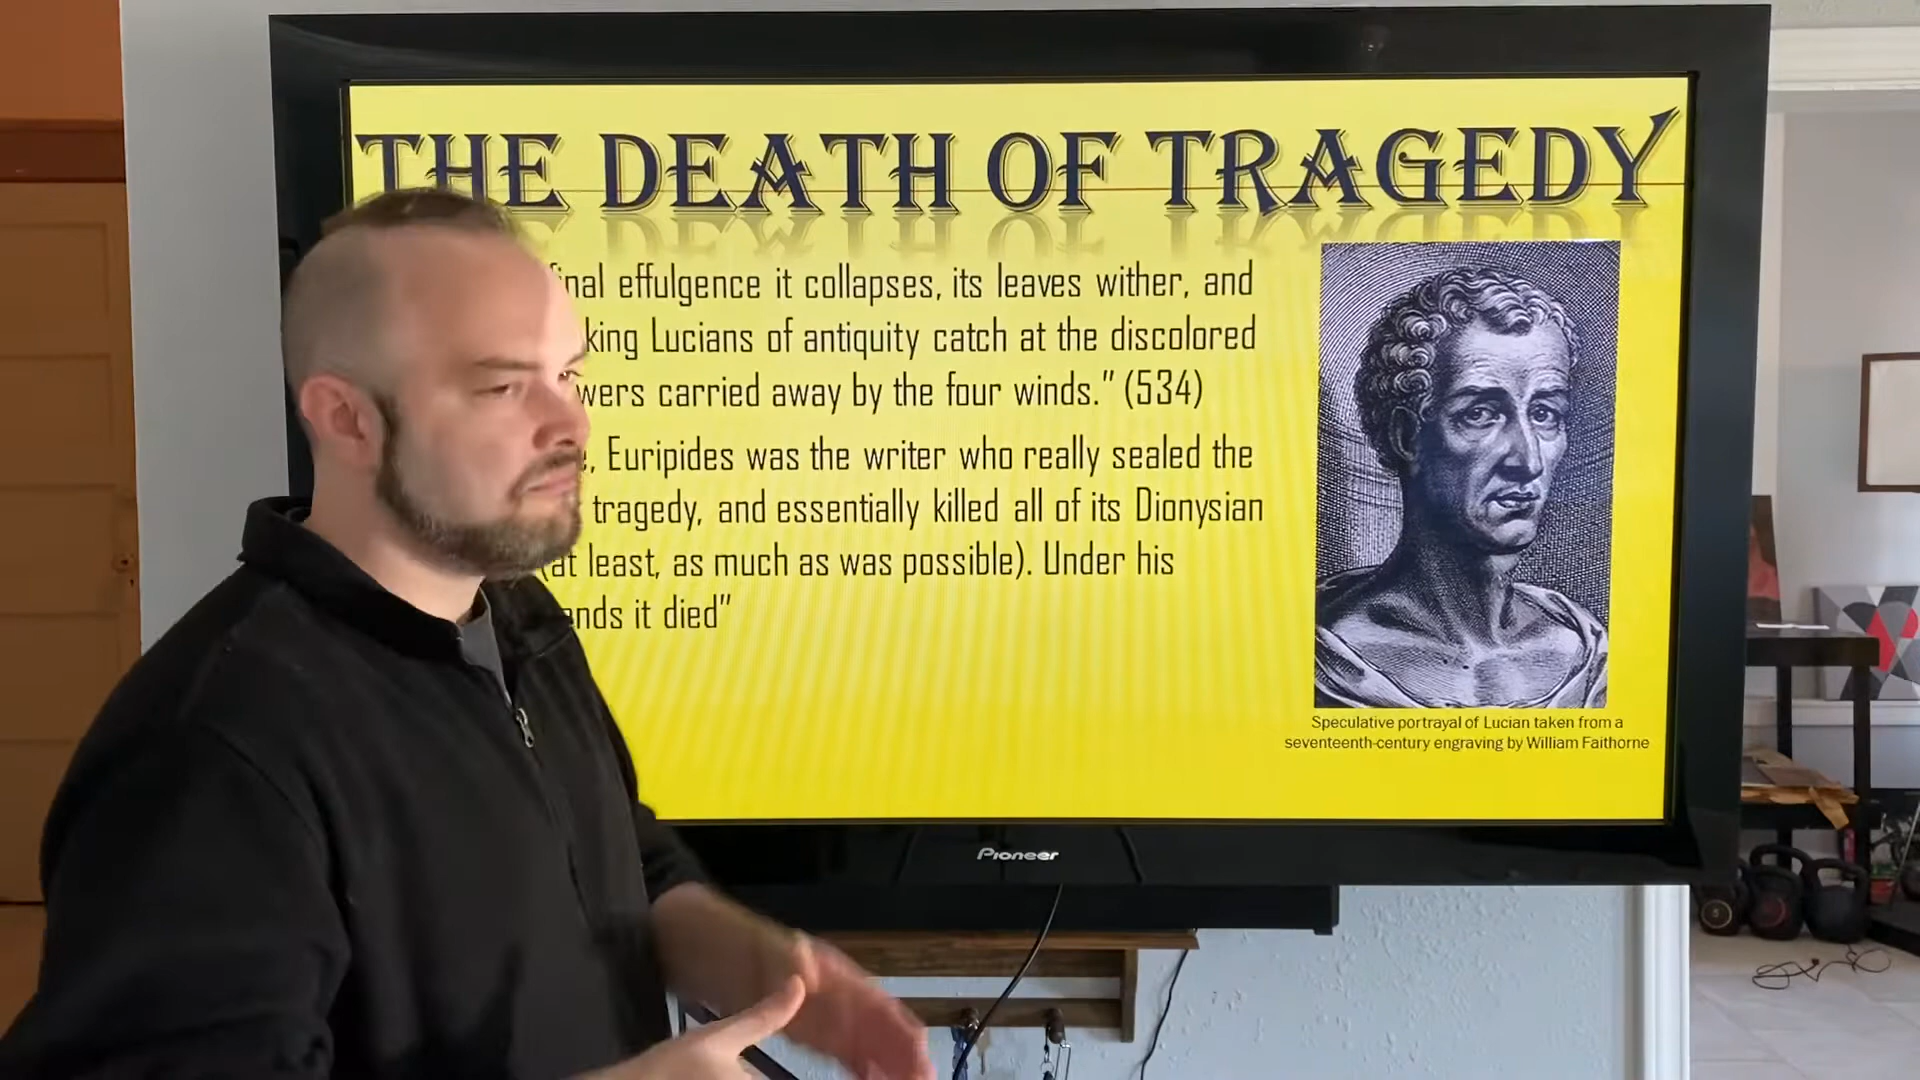 THE DEATH OF TRAGEDY
final effulgence it collapses, its leaves wither, and
king Lucians of antiquity catch at the discolored
wers carried away by the four winds." (534)
, Euripides was the writer who really sealed the
tragedy, and essentially killed all of its Dionysian
(at least, as much as was possible). Under his
ends it died"
Speculative portrayal of Lucian taken from a
seventeenth-century engraving by William Faithorne
Pioneer
5